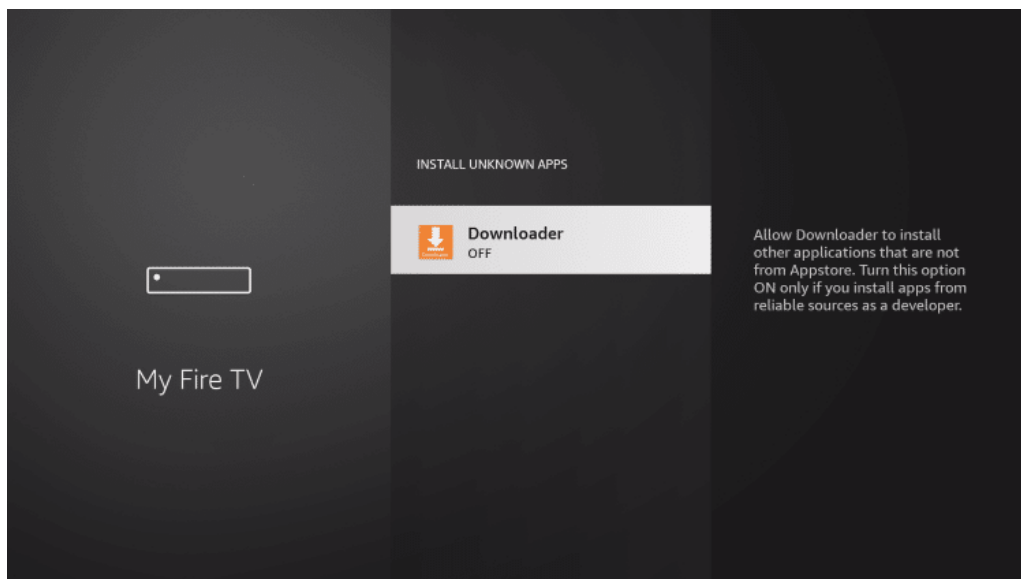 INSTALL UNKNOWN APPS
Downloader
OFF
Allow Downloader to install
other applications that are not
from Appstore. Turn this option
ON only if you install apps from
reliable sources as a developer.
My Fire TV